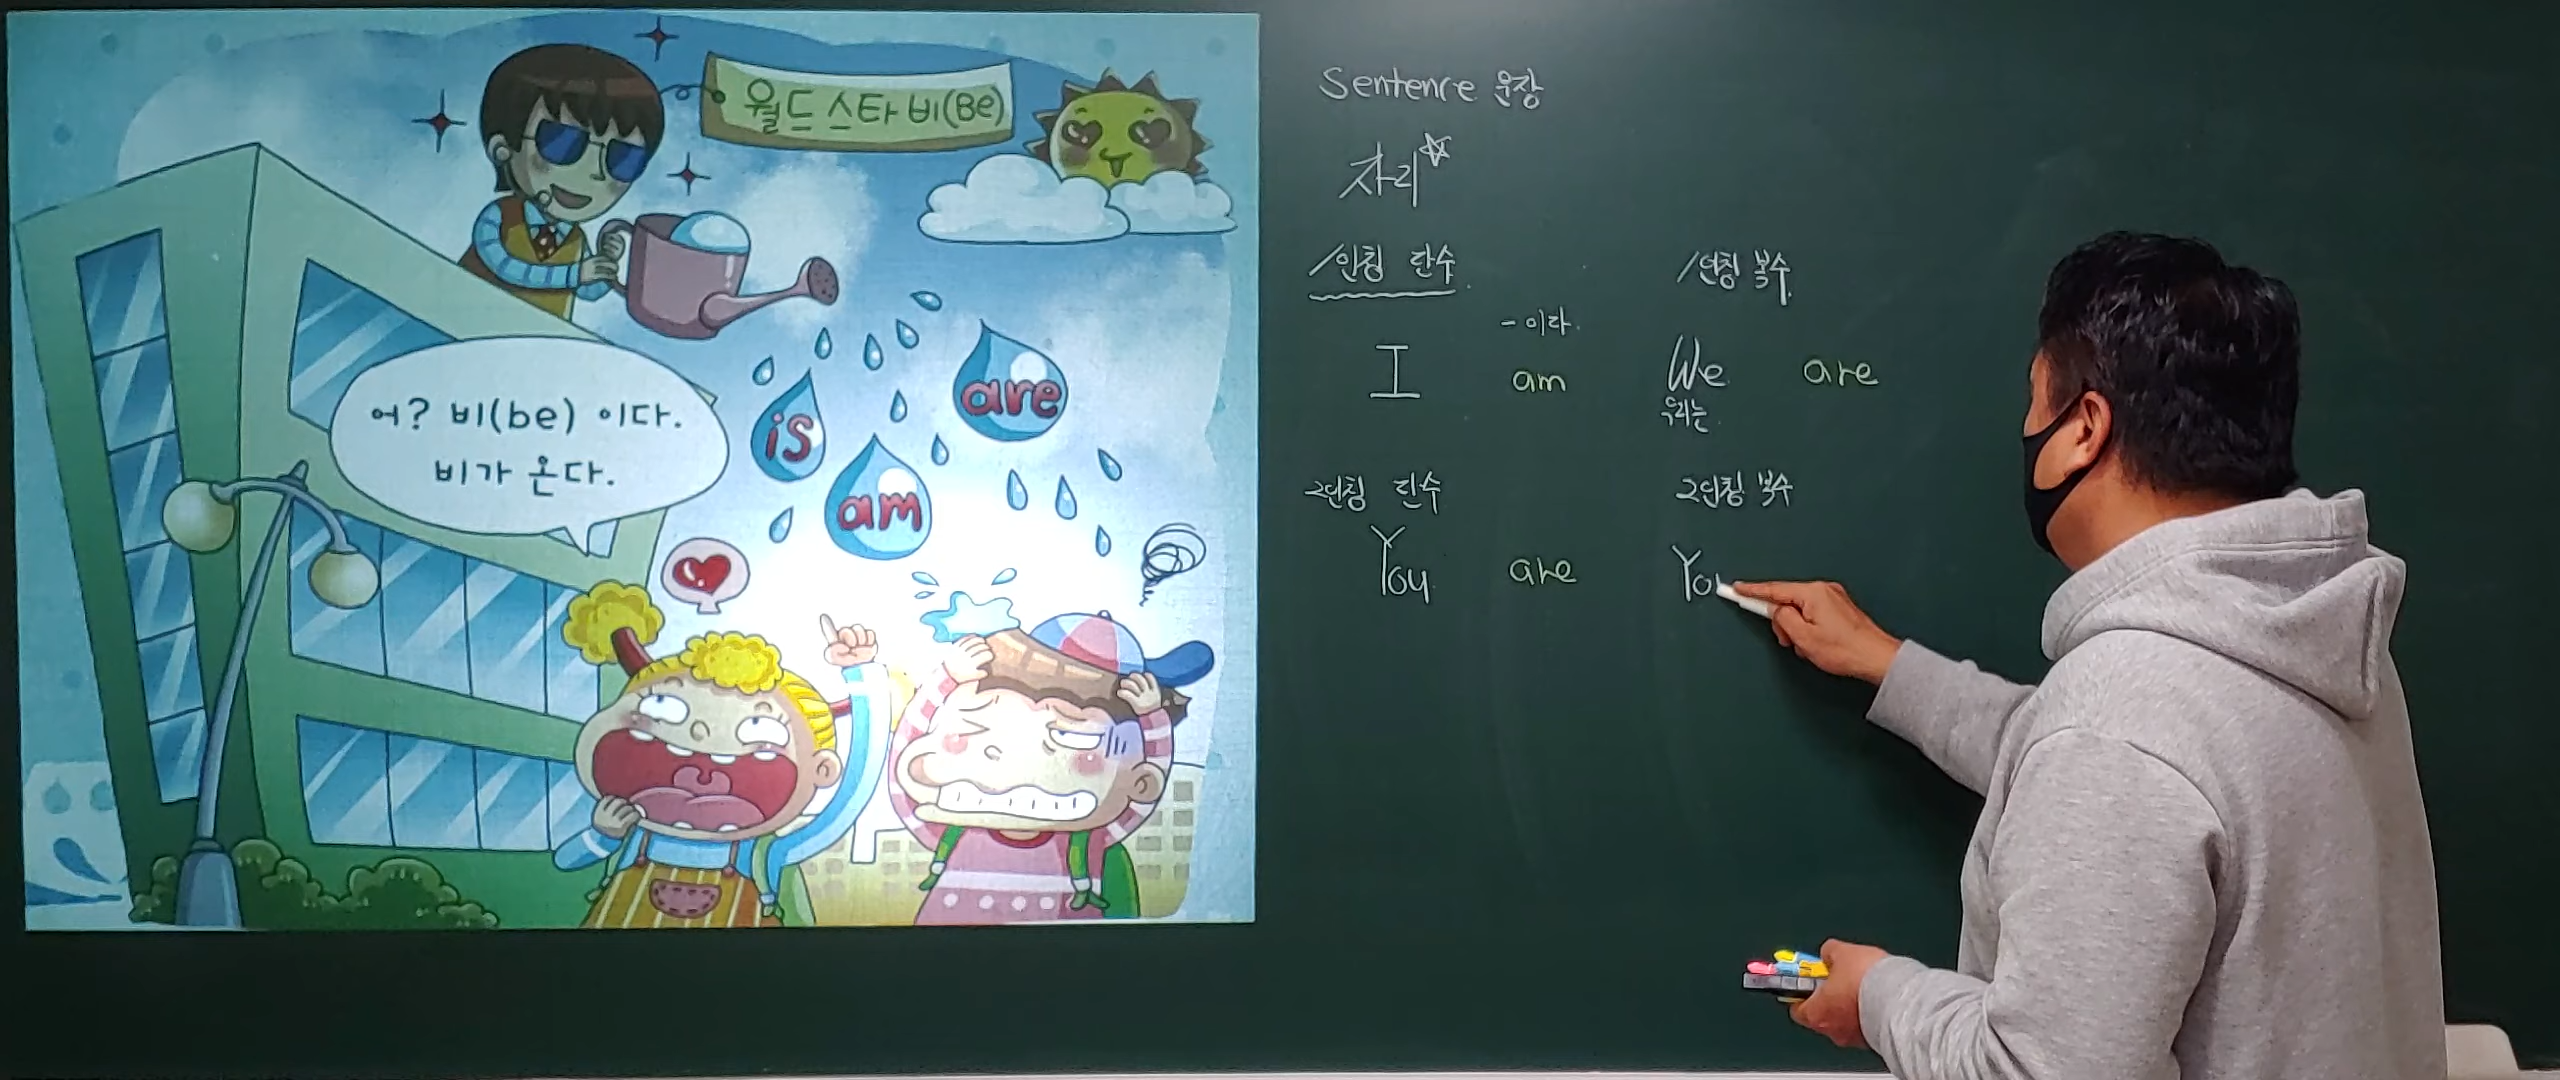 월드 스타 비(Be)
어? 비(be) 이다.
비가 온다.
is
are
am
Sentence 문장
자리
1인칭 단수
1인칭 복수
-이다.
I am
We are
우리는
2인칭 단수
2인칭 복수
You are
You